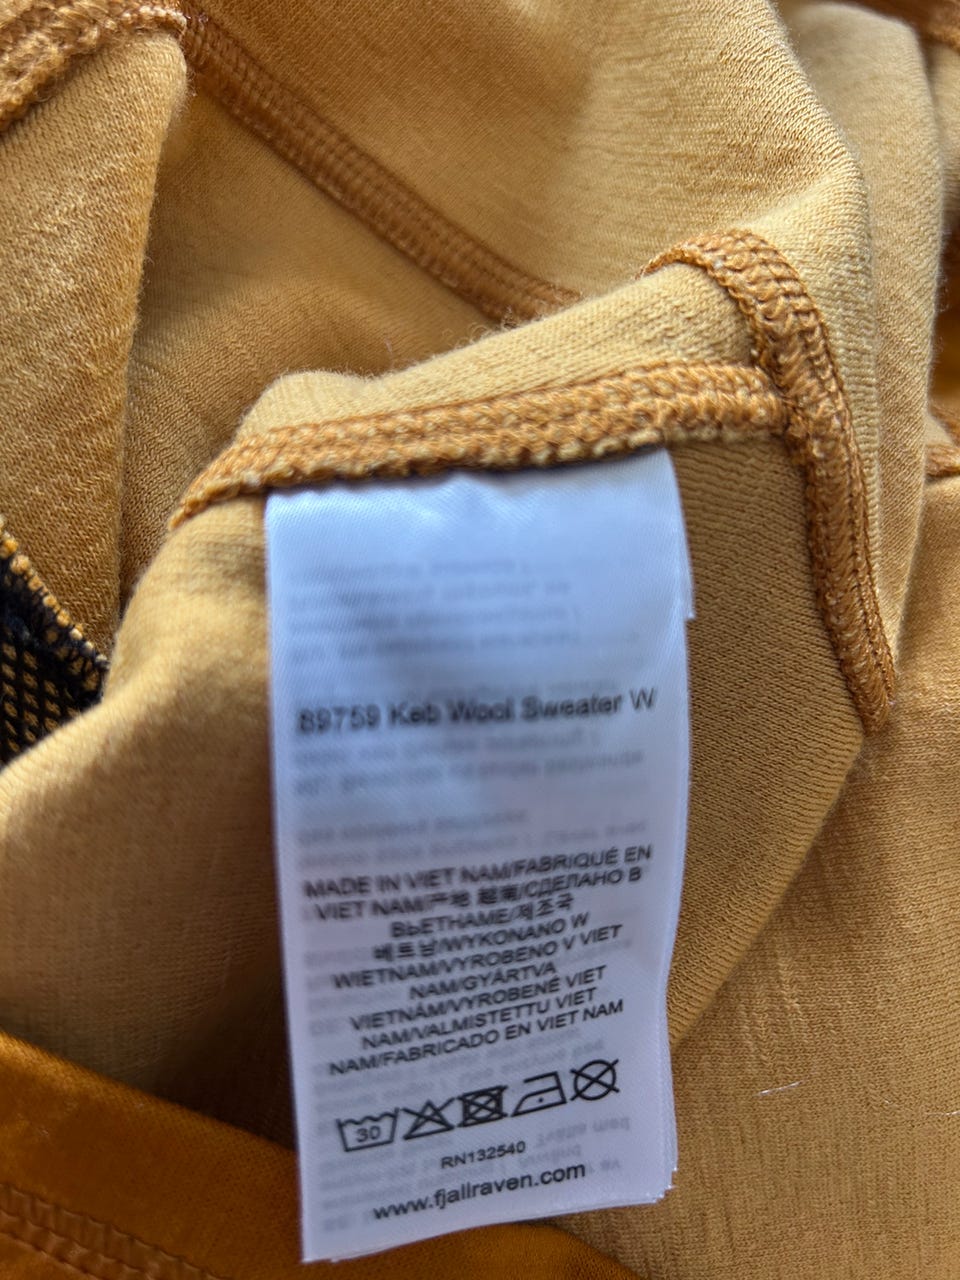 89759 Keb Wool Sweater W
MADE IN VIET NAM/FABRIQUÉ EN
VIET NAM/产地 越南/СДЕЛАНО В
ВЬЕТНАМЕ/제조국
베트남/WYKONANO W
WIETNAM/VYROBENO V VIET
NAM/GYÁRTVA
VIETNÁM/VYROBENÉ VIET
NAM/VALMISTETTU VIET
NAM/FABRICADO EN VIET NAM
30
RN132540
www.fjallraven.com